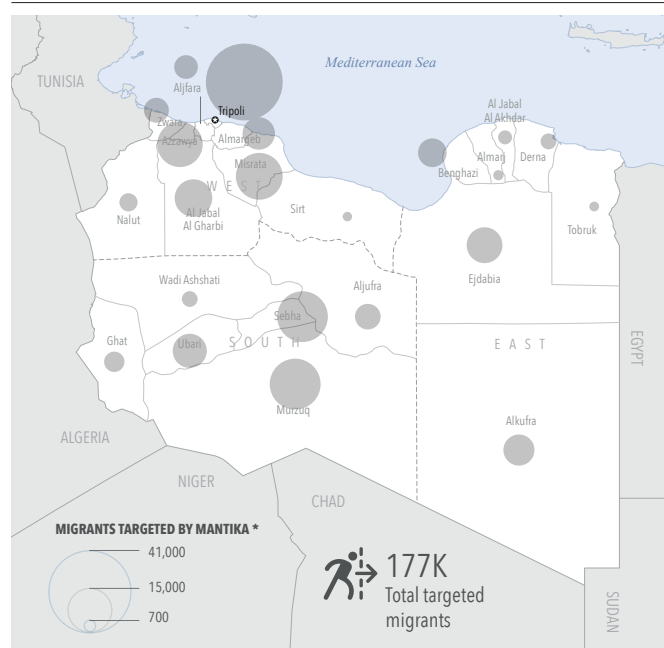 Mediterranean Sea
TUNISIA
Aljfara
Tripoli
Al Jabal
Al Akhdar
Zwara
Azzawya
Almargeb
Almarj
Derna
Benghazi
Misrata
WEST
Nalut
Al Jabal
Al Gharbi
Sirt
Tobruk
Ejdabia
Wadi Ashshati
Aljufra
Sebha
Ghat
Ubari
SOUTH
EAST
EGYPT
Murzuq
Alkufra
ALGERIA
NIGER
CHAD
MIGRANTS TARGETED BY MANTIKA *
41,000
15,000
700
177K
Total targeted
migrants
SUDAN